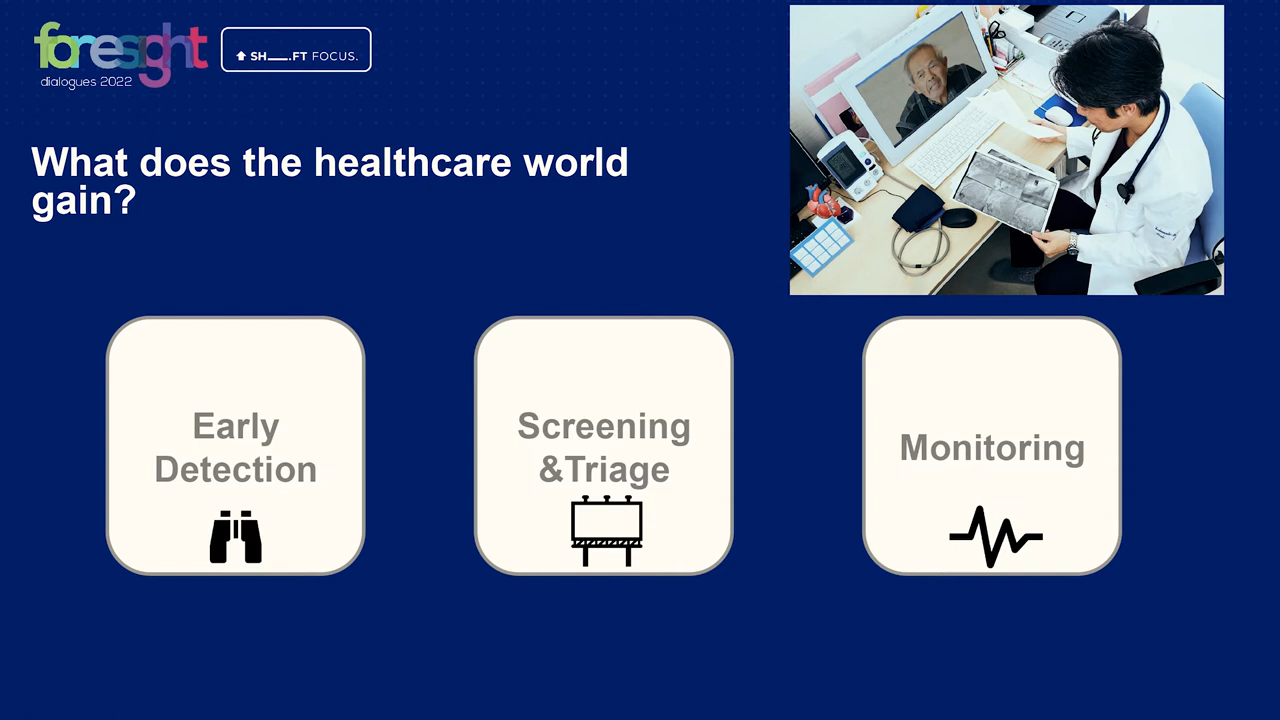 foresight
dialogues 2022
SH__.FT FOCUS.
What does the healthcare world
gain?
Early
Detection
Screening
&Triage
Monitoring